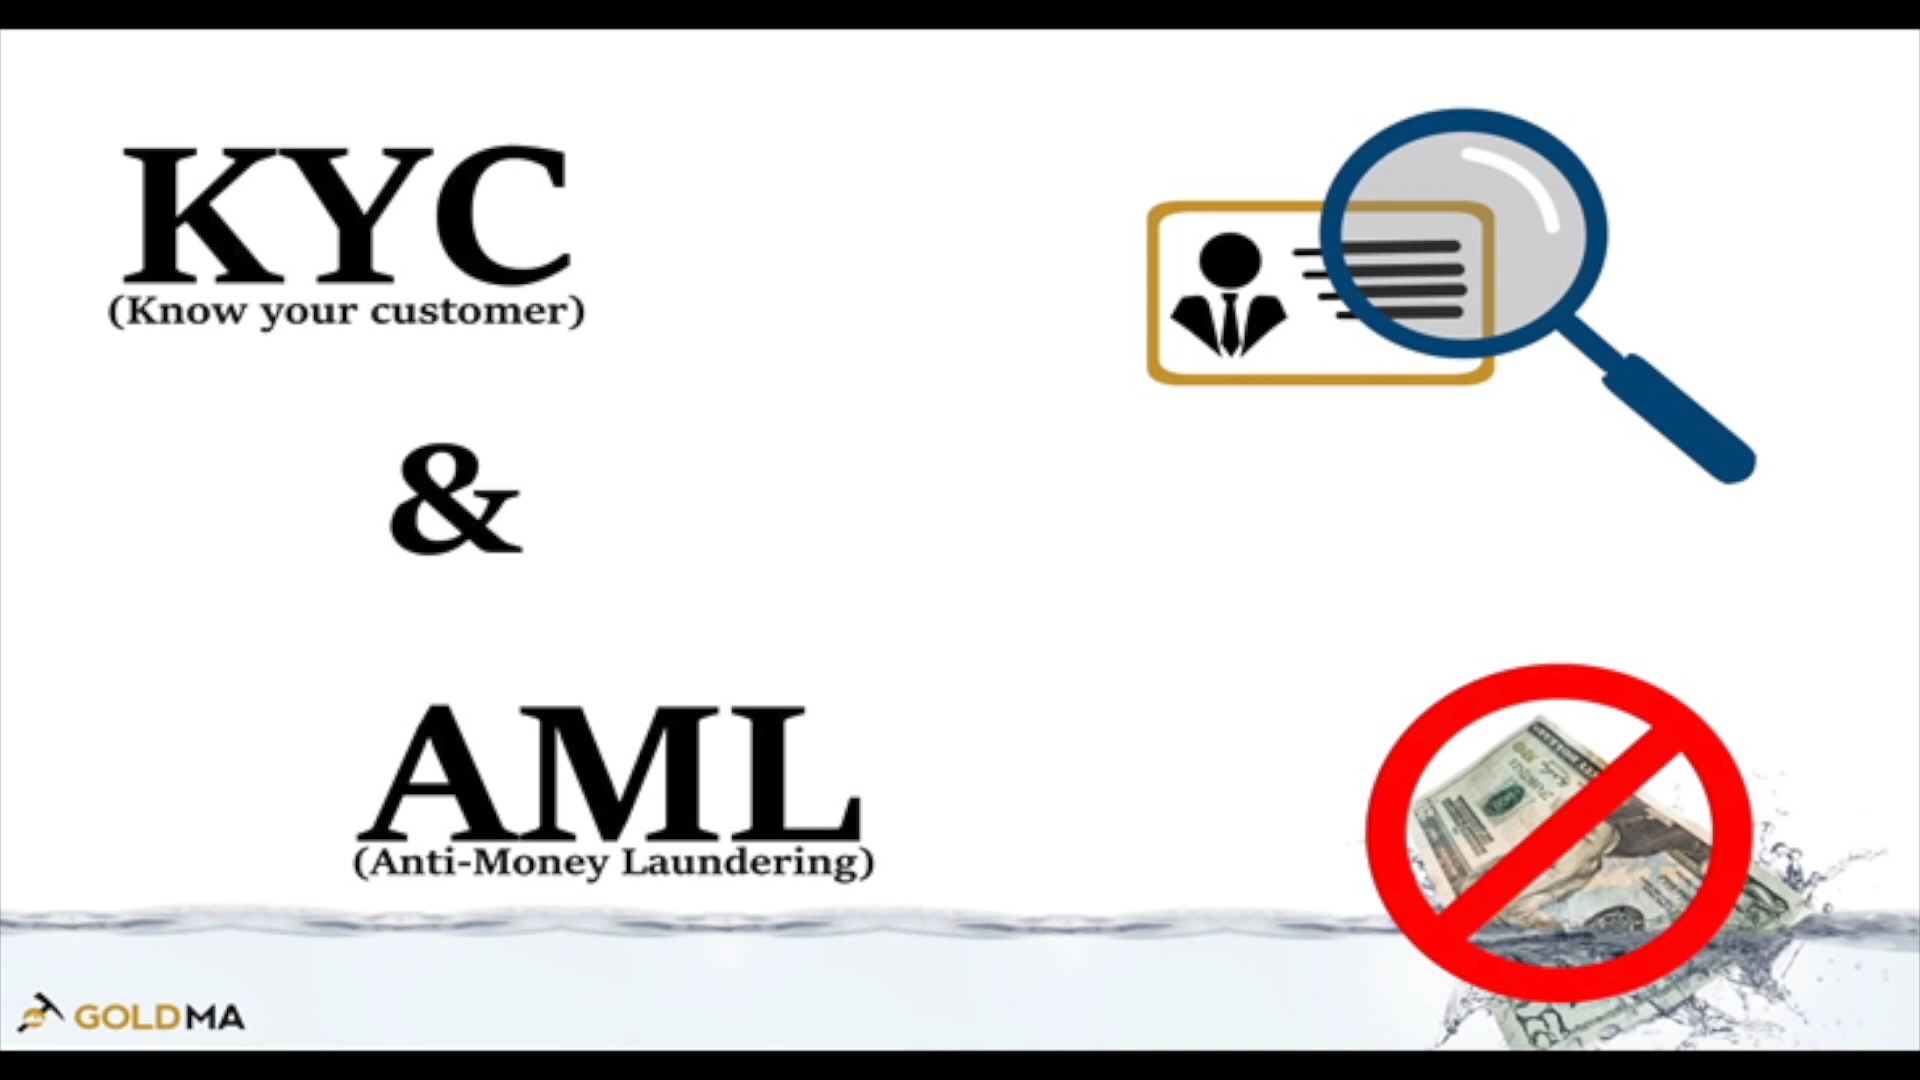 KYC
(Know your customer)
&
AML
(Anti-Money Laundering)
GOLDMA